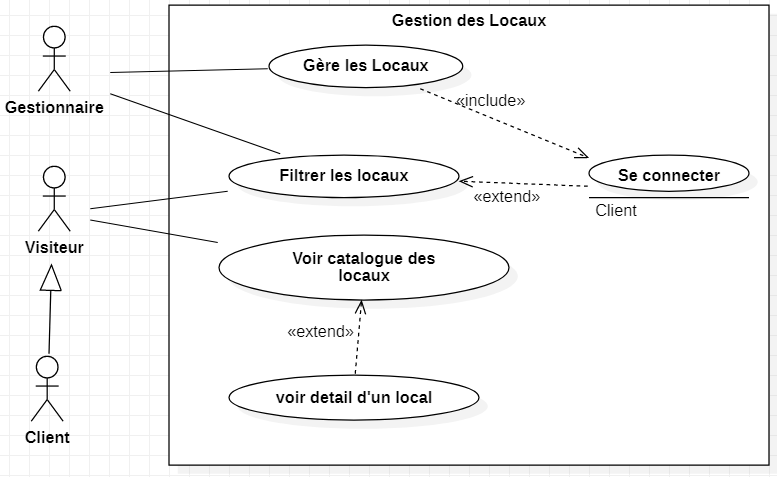 Gestion des Locaux
Gère les Locaux
Gestionnaire
«include»
Filtrer les locaux
Se connecter
«extend»
Client
Visiteur
Voir catalogue des
locaux
«extend»
voir detail d'un local
Client